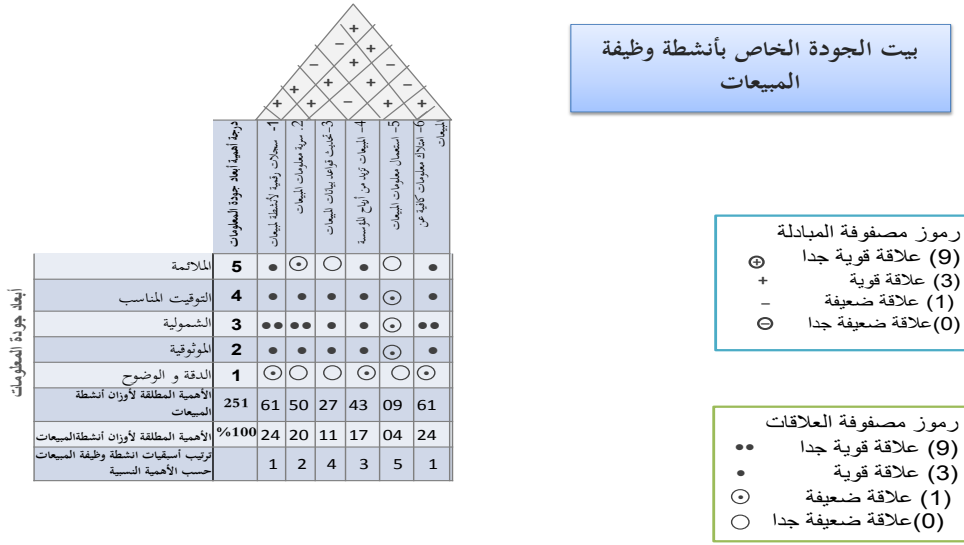 بيت الجودة الخاص بأنشطة وظيفة
المبيعات
درجة أهمية أبعاد جودة المعلومات
1- سجلات رقمية لأنشطة لمبيعات
2. سرية معلومات المبيعات
3-تحديث قواعد بيانات المبيعات
4- المبيعات تزيد من أرباح المؤسسة
5- استعمال معلومات المبيعات
6- امتلاك معلومات كافية عن
المبيعات
أبعاد جودة المعلومات
الملائمة 5
التوقيت المناسب 4
الشمولية 3
الموثوقية 2
الدقة و الوضوح 1
الأهمية المطلقة لأوزان أنشطة
المبيعات
251 61 50 27 43 09 61
الأهمية المطلقة لأوزان أنشطةالمبيعات %100 24 20 11 17 04 24
ترتيب أسبقيات انشطة وظيفة المبيعات
حسب الأهمية النسبية
1 2 4 3 5 1
رموز مصفوفة المبادلة
(9) علاقة قوية جدا
(3) علاقة قوية
(1) علاقة ضعيفة
(0)علاقة ضعيفة جدا
رموز مصفوفة العلاقات
(9) علاقة قوية جدا
(3) علاقة قوية
(1) علاقة ضعيفة
(0)علاقة ضعيفة جدا